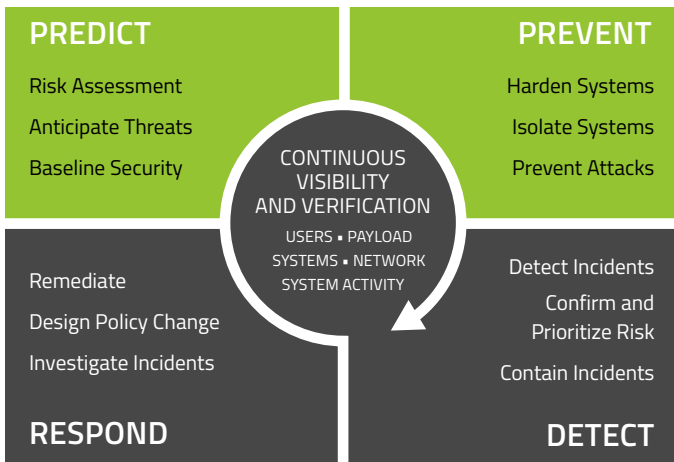 PREDICT
Risk Assessment
Anticipate Threats
Baseline Security
PREVENT
Harden Systems
Isolate Systems
Prevent Attacks
CONTINUOUS
VISIBILITY
AND VERIFICATION
USERS ▪ PAYLOAD
SYSTEMS ▪ NETWORK
SYSTEM ACTIVITY
Remediate
Design Policy Change
Investigate Incidents
RESPOND
Detect Incidents
Confirm and
Prioritize Risk
Contain Incidents
DETECT